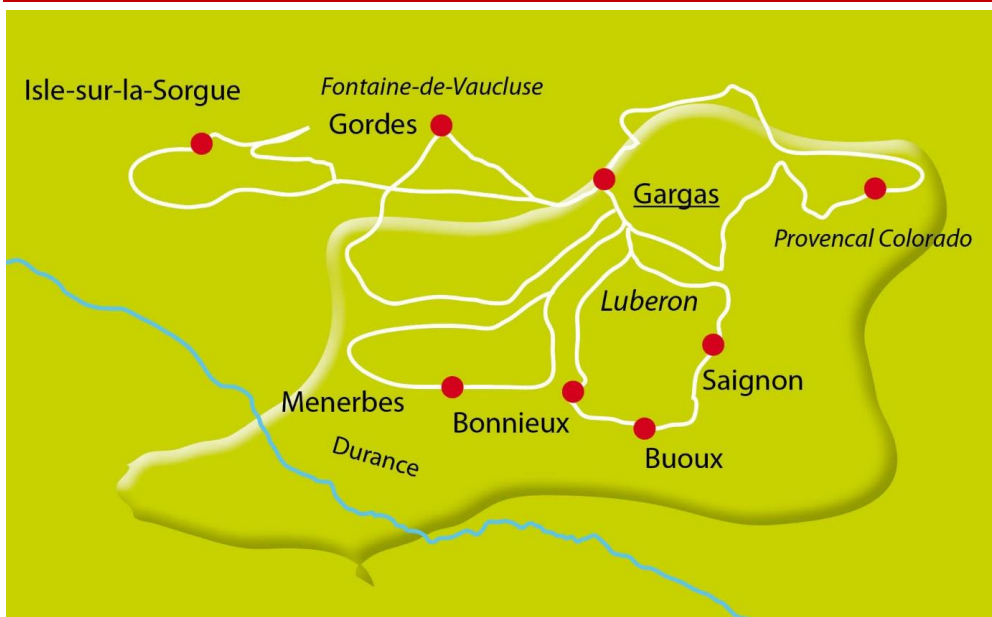 Isle-sur-la-Sorgue
Fontaine-de-Vaucluse
Gordes
Gargas
Provencal Colorado
Luberon
Saignon
Menerbes
Bonnieux
Durance
Buoux